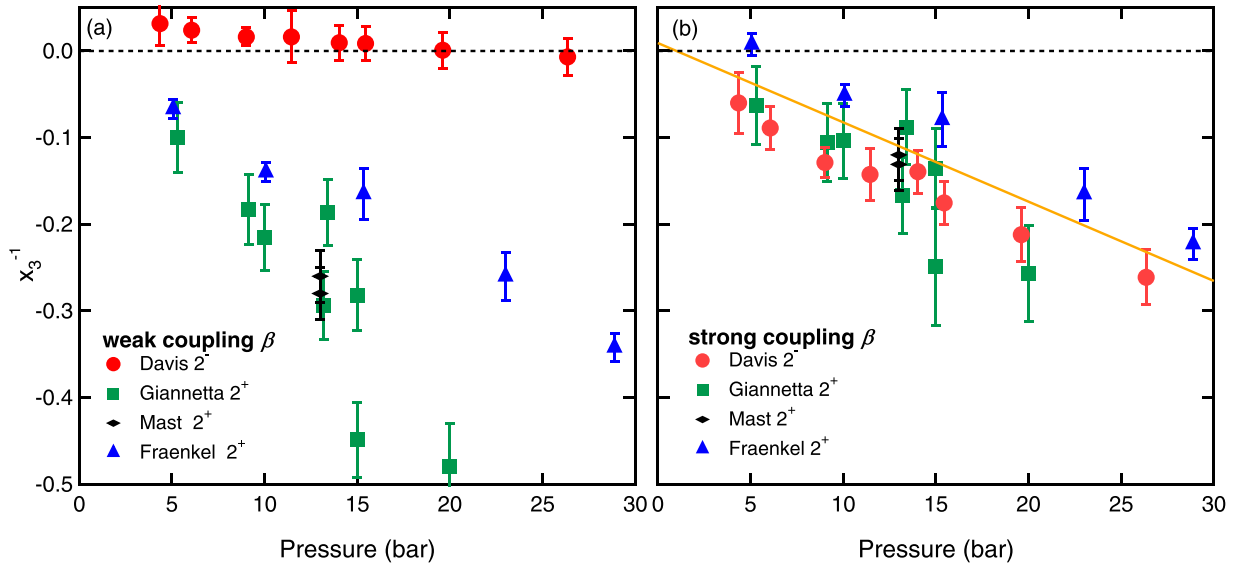 (a)
0.0
-0.1
-0.2
-0.3
-0.4
-0.5
x₃⁻¹
weak coupling β
Davis 2⁻
Giannetta 2⁺
Mast 2⁺
Fraenkel 2⁺
0 5 10 15 20 25 30
Pressure (bar)
(b)
strong coupling β
Davis 2⁻
Giannetta 2⁺
Mast 2⁺
Fraenkel 2⁺
0 5 10 15 20 25 30
Pressure (bar)